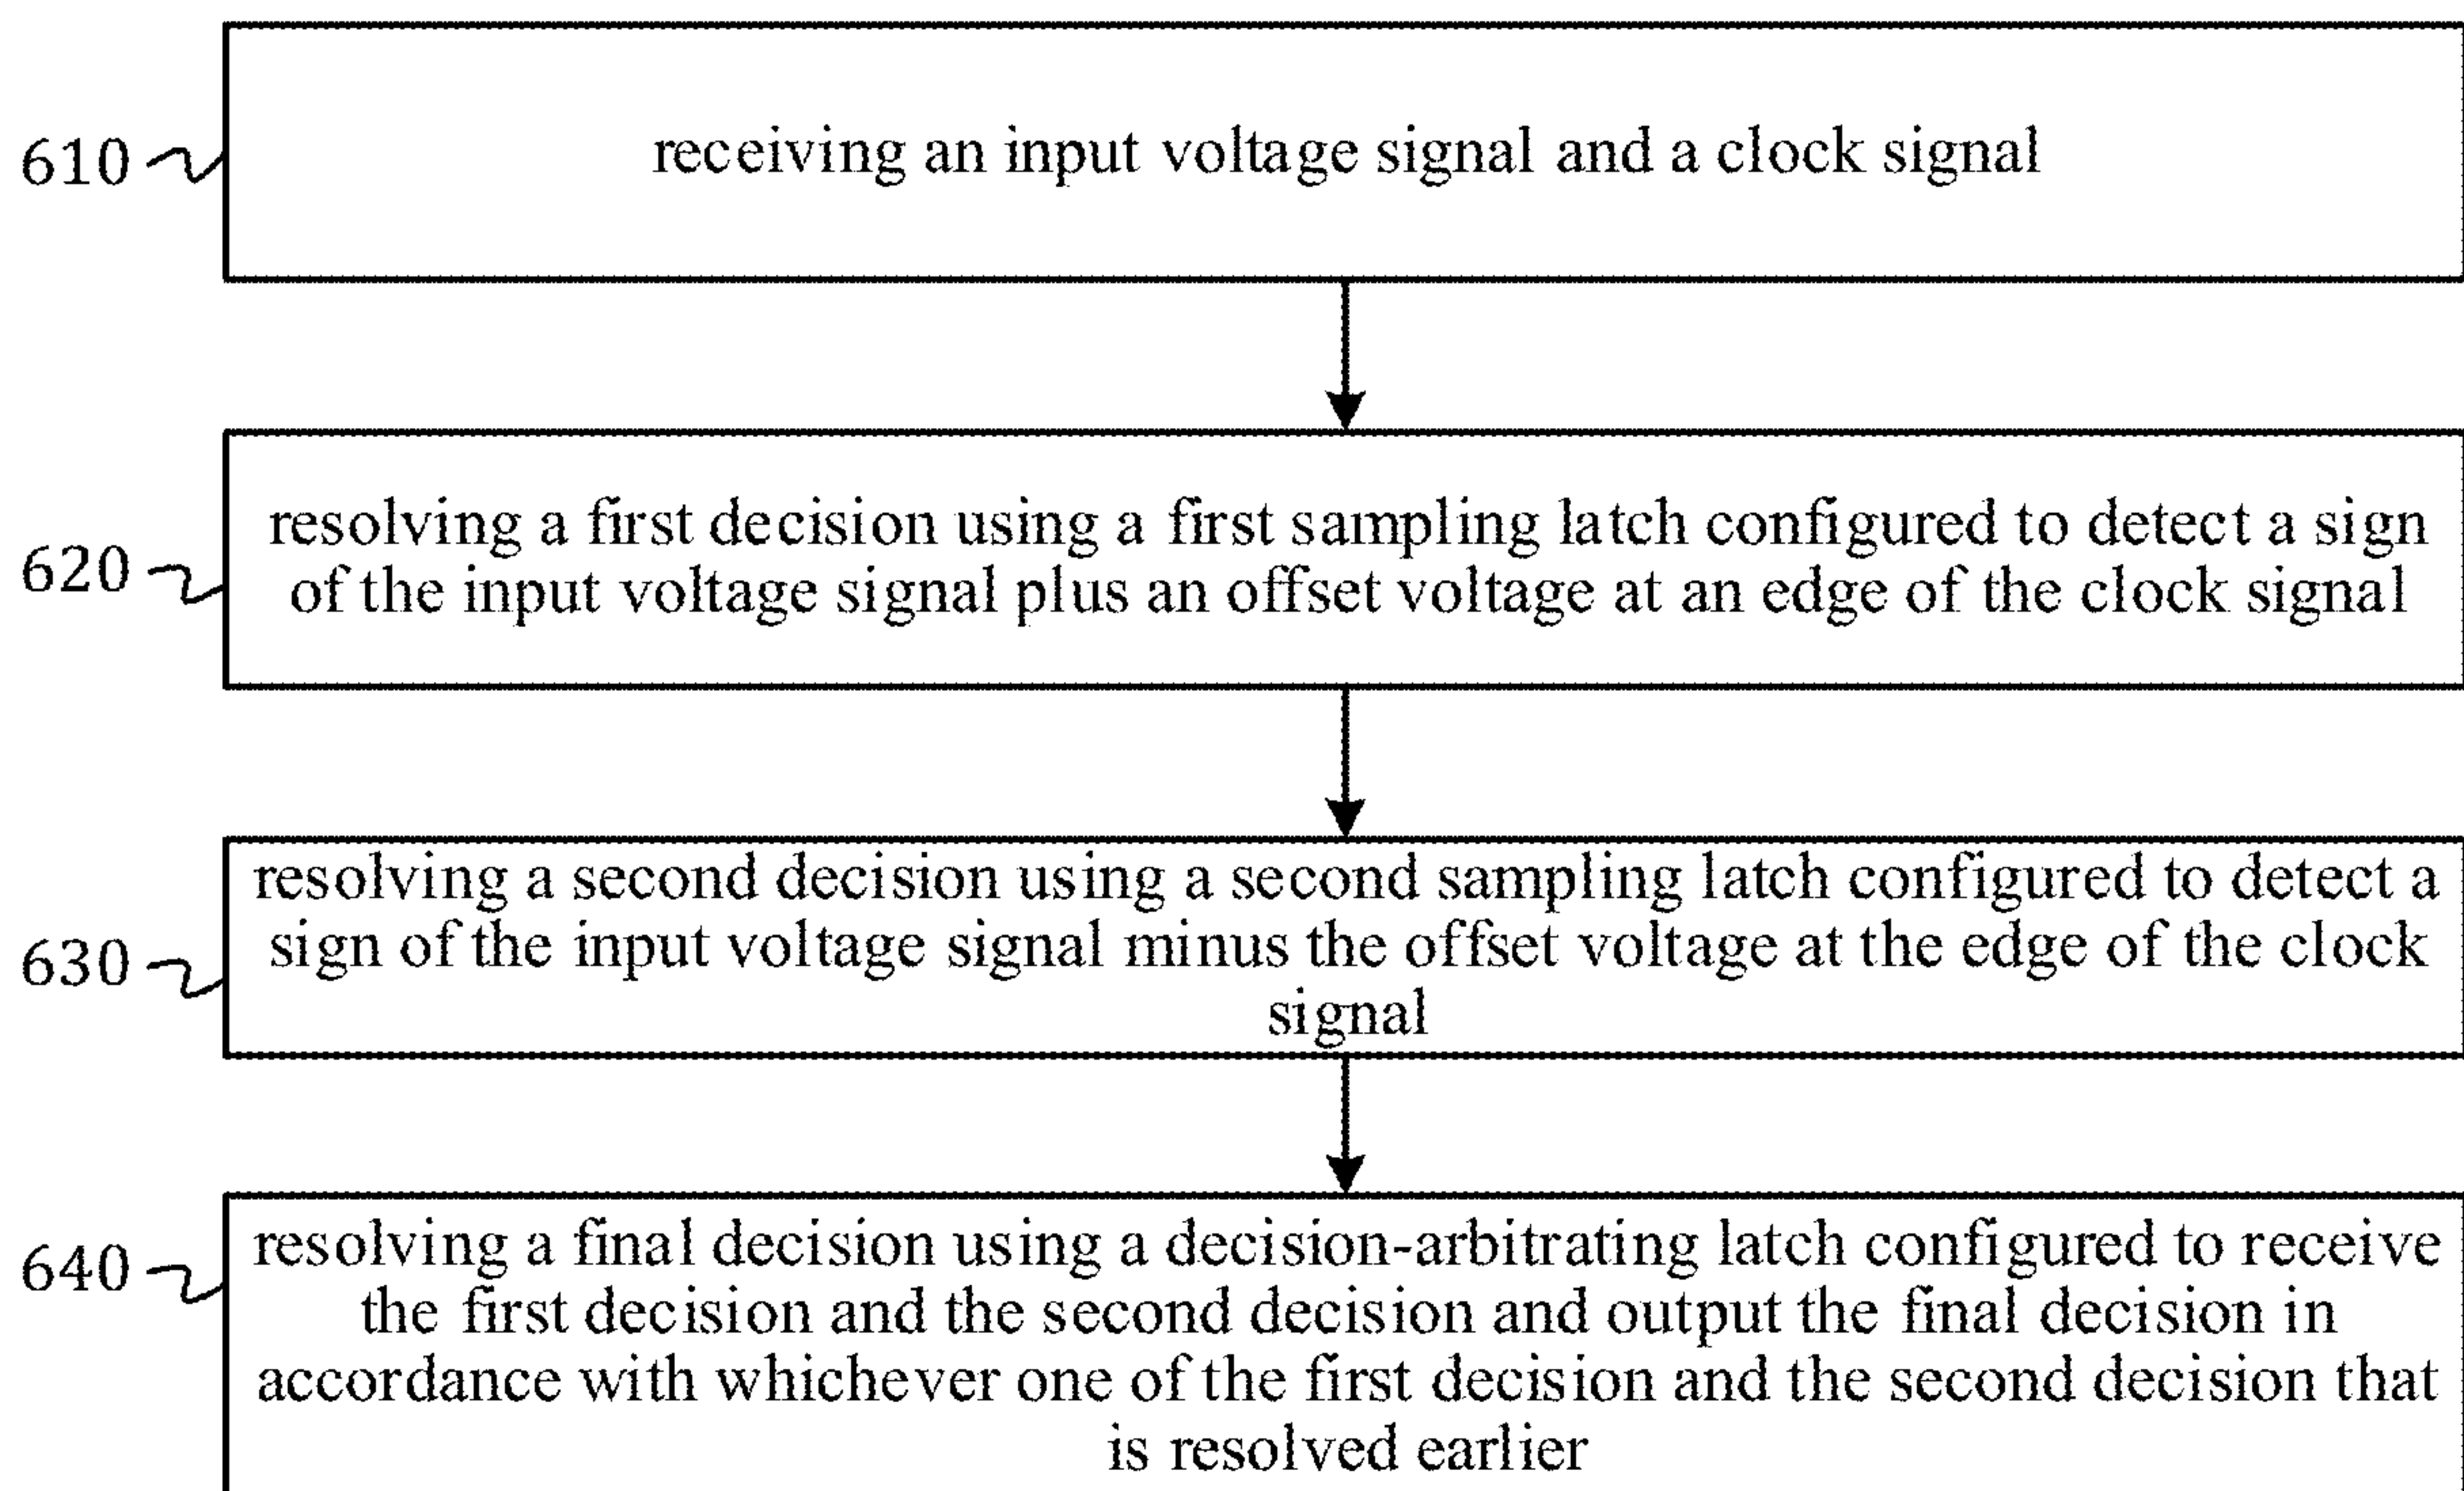 610
receiving an input voltage signal and a clock signal
620
resolving a first decision using a first sampling latch configured to detect a sign
of the input voltage signal plus an offset voltage at an edge of the clock signal
630
resolving a second decision using a second sampling latch configured to detect a
sign of the input voltage signal minus the offset voltage at the edge of the clock
signal
640
resolving a final decision using a decision-arbitrating latch configured to receive
the first decision and the second decision and output the final decision in
accordance with whichever one of the first decision and the second decision that
is resolved earlier